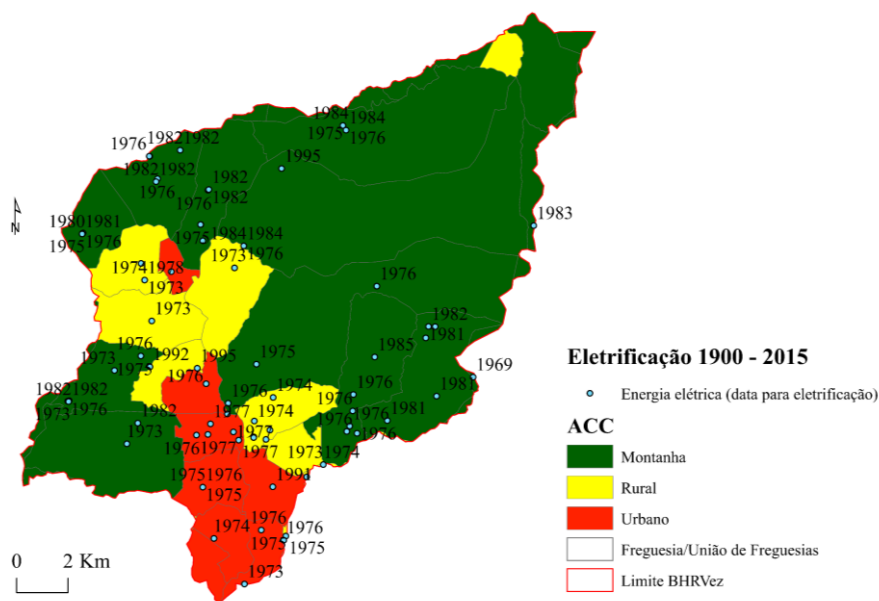 1984 1984
1975 1976
1976 1982 1982
1995
1982 1982
1976
1982
1976 1982
1983
1980 1981
1975 1976
1984 1984
1975
1973 1976
1974 1978
1973
1976
1973
1982
1981
1976
1973 1992 1995 1975 1985
1975
1976
1969
1982 1982
1973 1976
1976 1974 1976 1976 1981
1982 1977 1974 1976 1981
1973 1977 1976
1976 1977 1977 1973 1974
1975 1976 1991
1975
1974 1976 1976
1975 1975
1973
N
0 2 Km
Eletrificação 1900 - 2015
Energia elétrica (data para eletrificação)
ACC
Montanha
Rural
Urbano
Freguesia/União de Freguesias
Limite BHRVez